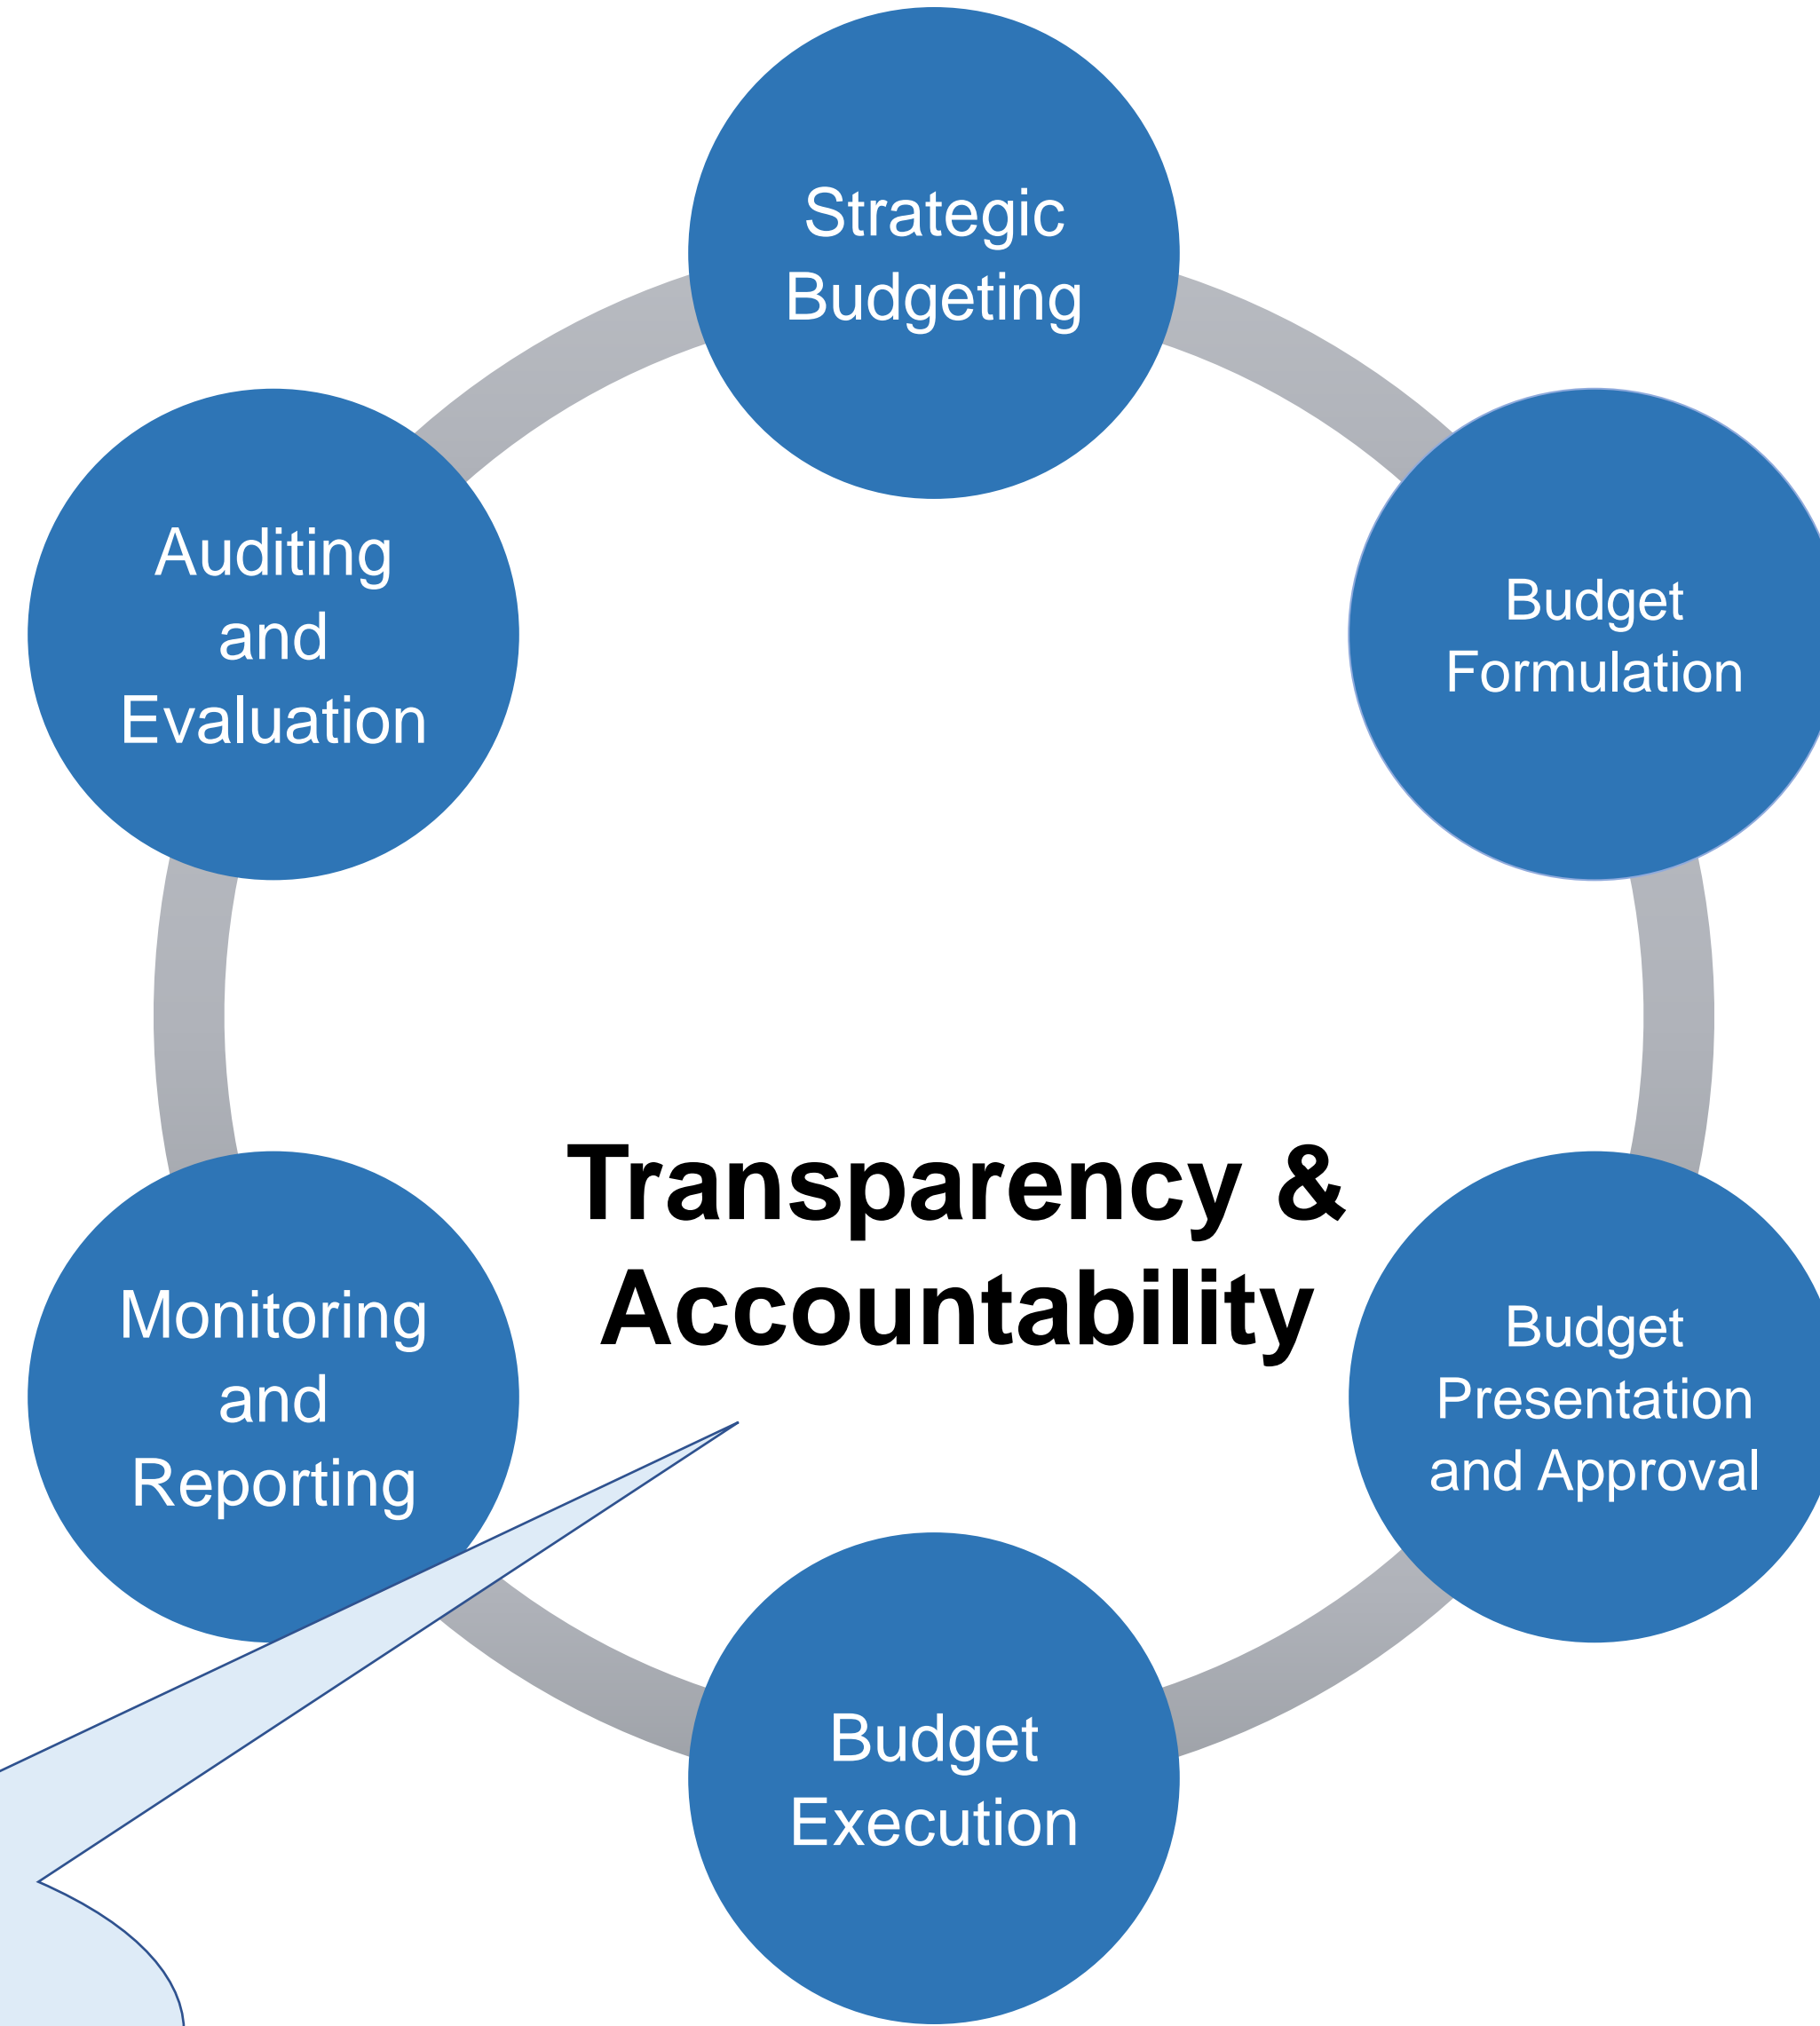 Strategic
Budgeting
Budget
Formulation
Budget
Presentation
and Approval
Budget
Execution
Monitoring
and
Reporting
Auditing
and
Evaluation
Transparency &
Accountability